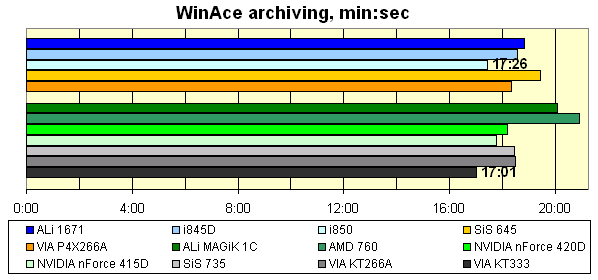 WinAce archiving, min:sec
17:26
17:01
0:00 4:00 8:00 12:00 16:00 20:00
ALi 1671 i845D i850 SiS 645
VIA P4X266A ALi MAGiK 1C AMD 760 NVIDIA nForce 420D
NVIDIA nForce 415D SiS 735 VIA KT266A VIA KT333